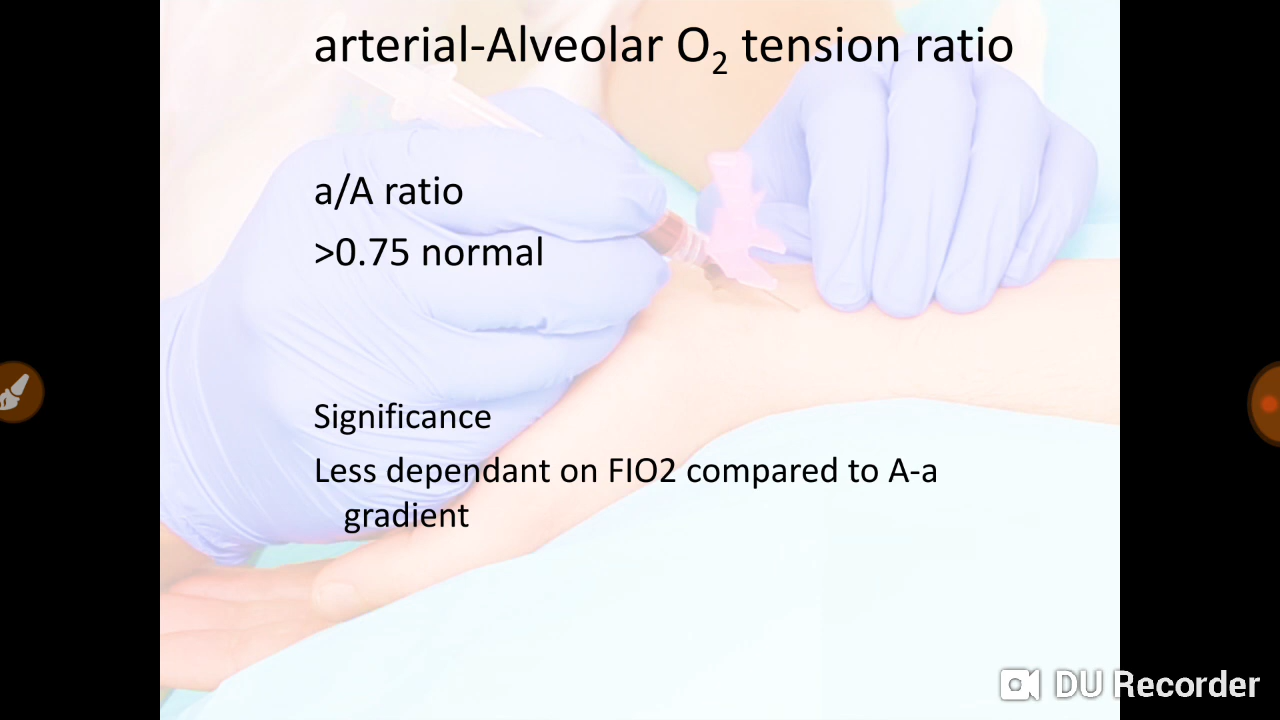 arterial-Alveolar O₂ tension ratio
a/A ratio
>0.75 normal
Significance
Less dependant on FIO2 compared to A-a
gradient
DU Recorder